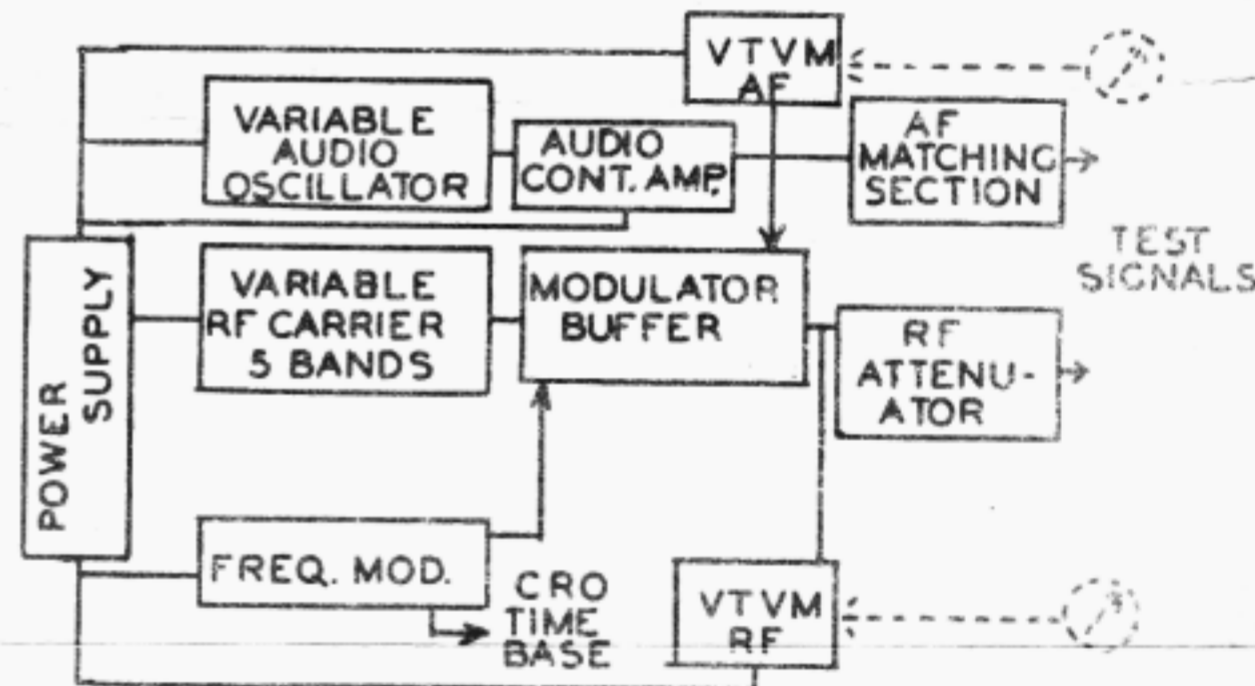 VTVM
AF
VARIABLE
AUDIO
OSCILLATOR
AUDIO
CONT. AMP.
AF
MATCHING
SECTION
TEST
SIGNALS
POWER
SUPPLY
VARIABLE
RF CARRIER
5 BANDS
MODULATOR
BUFFER
RF
ATTENU-
ATOR
FREQ. MOD.
CRO
TIME
BASE
VTVM
RF